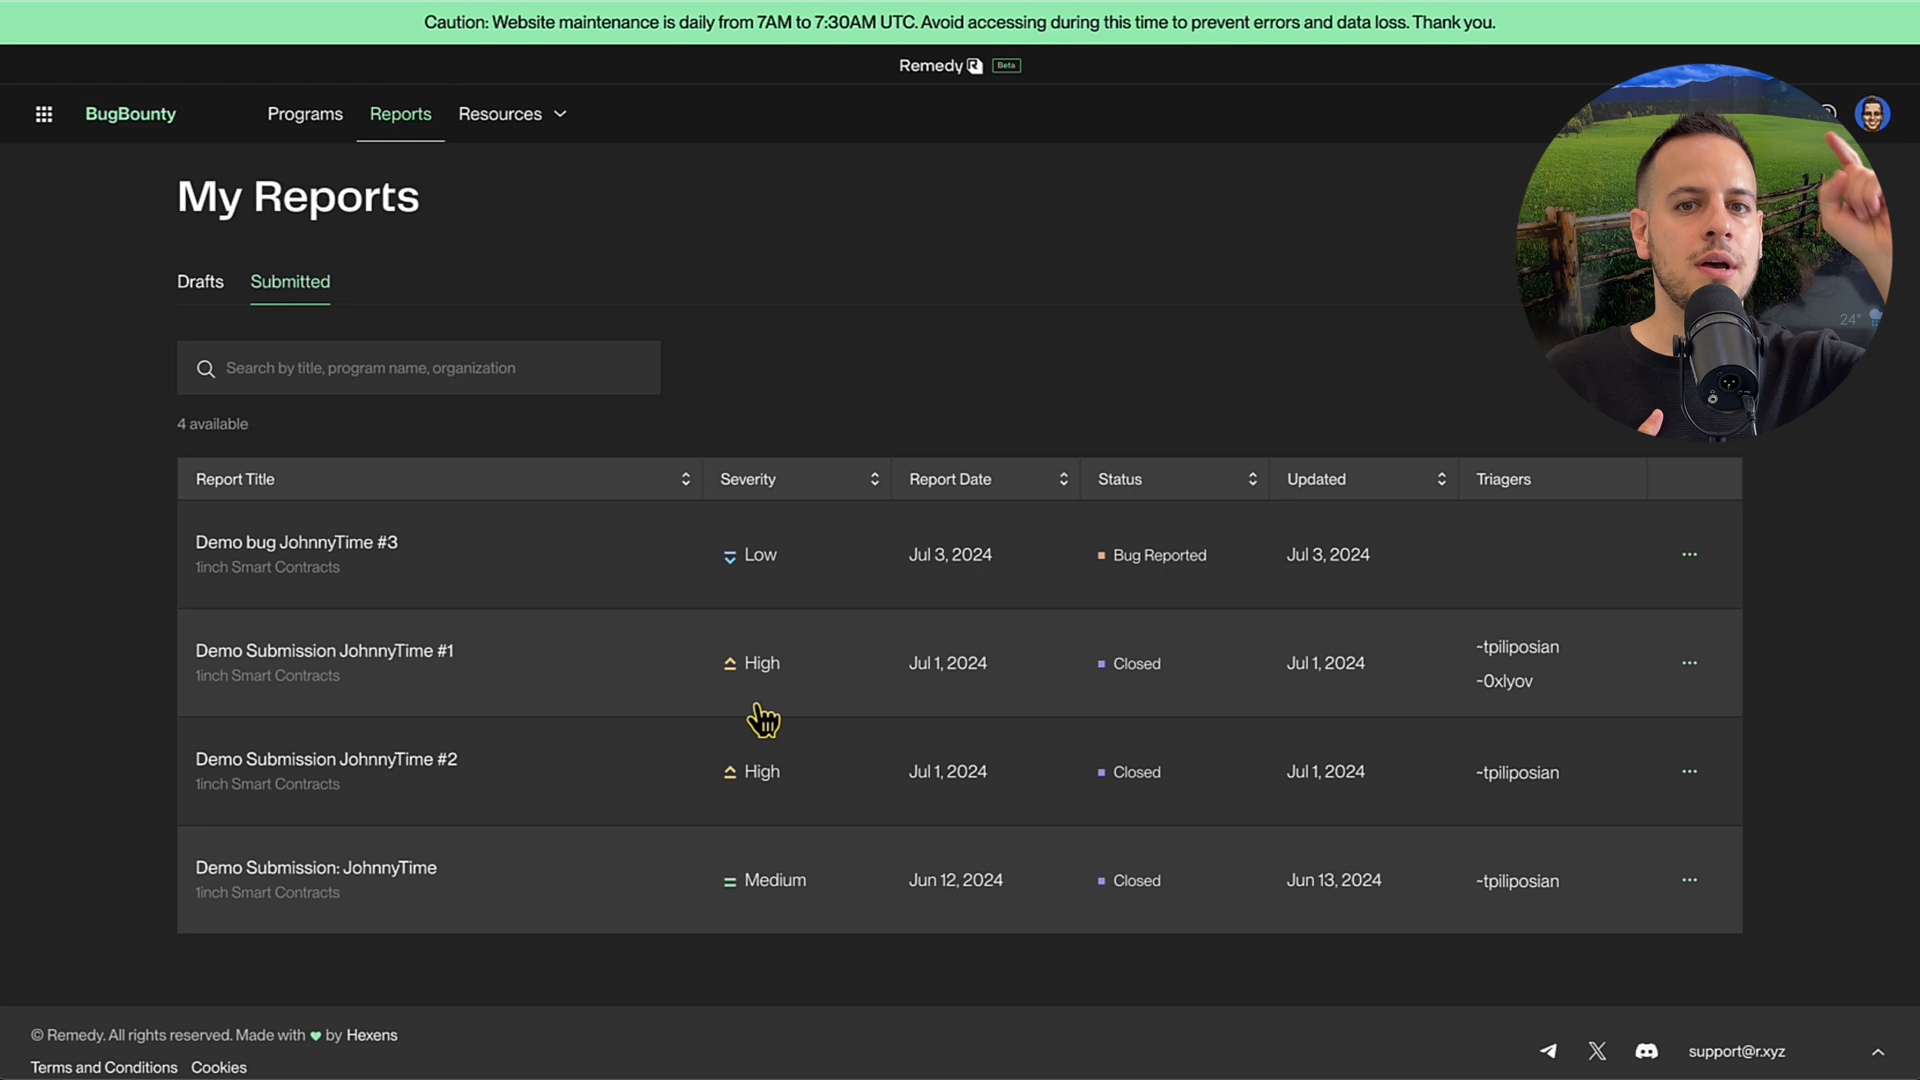 Caution: Website maintenance is daily from 7AM to 7:30AM UTC. Avoid accessing during this time to prevent errors and data loss. Thank you.
Remedy Beta
BugBounty Programs Reports Resources
My Reports
Drafts Submitted
24°
Search by title, program name, organization
4 available
Report Title Severity Report Date Status Updated Triagers
Demo bug JohnnyTime #3
1inch Smart Contracts
Low Jul 3, 2024 Bug Reported Jul 3, 2024
Demo Submission JohnnyTime #1
1inch Smart Contracts
High Jul 1, 2024 Closed Jul 1, 2024
~tpiliposian
~0xlyov
Demo Submission JohnnyTime #2
1inch Smart Contracts
High Jul 1, 2024 Closed Jul 1, 2024 ~tpiliposian
Demo Submission: JohnnyTime
1inch Smart Contracts
Medium Jun 12, 2024 Closed Jun 13, 2024 ~tpiliposian
© Remedy. All rights reserved. Made with ♥ by Hexens
Terms and Conditions Cookies
support@r.xyz